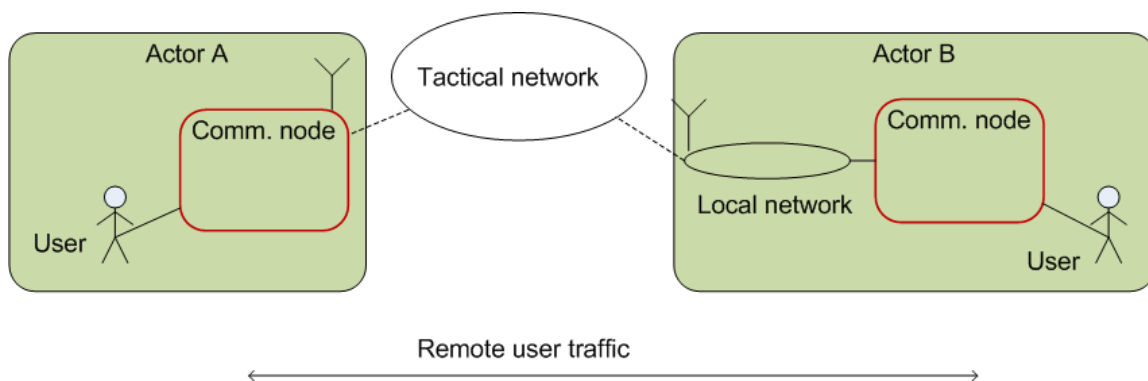 Actor A
Actor B
Tactical network
Comm. node
Comm. node
Local network
User
User
Remote user traffic